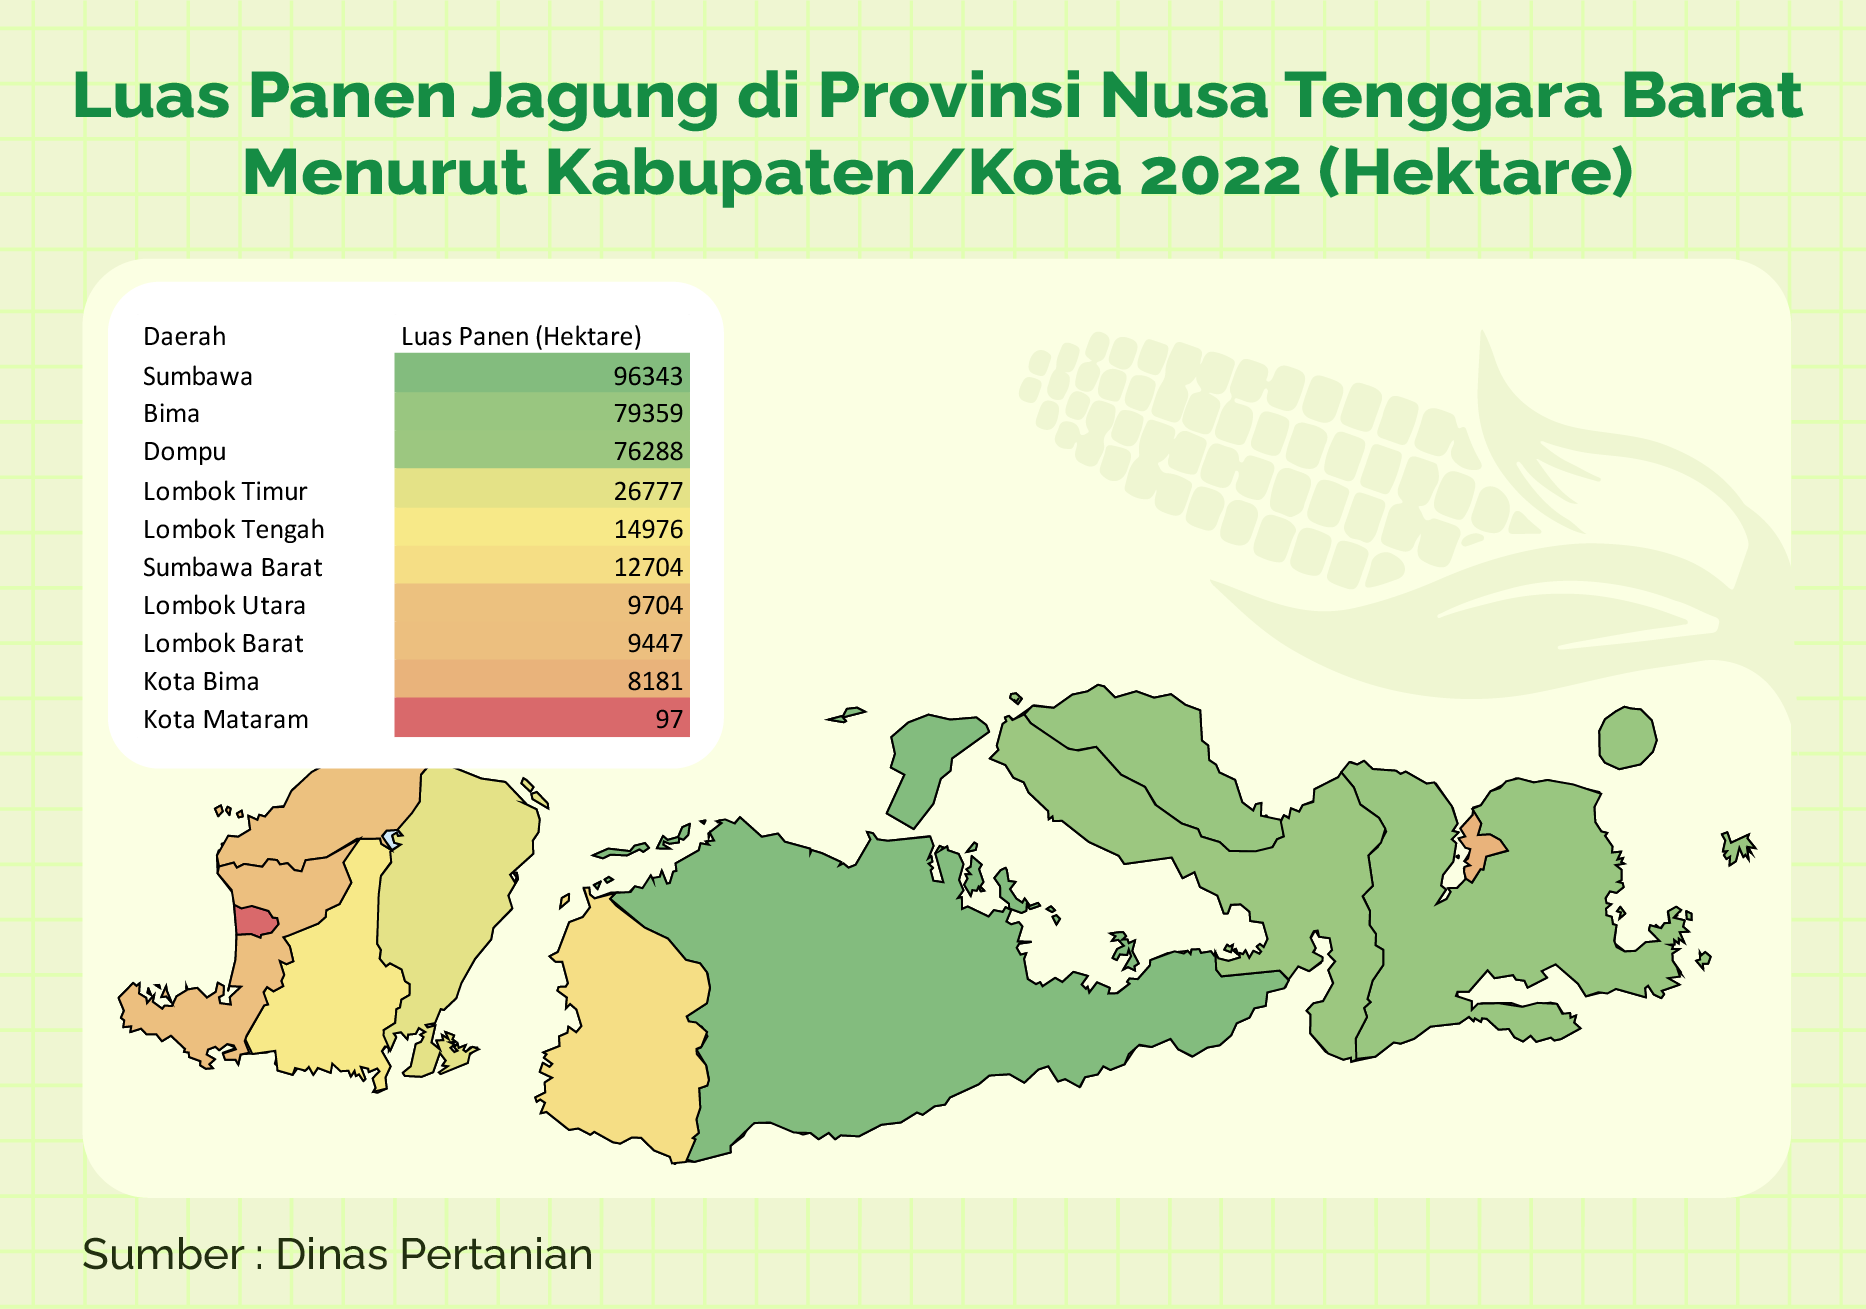 Luas Panen Jagung di Provinsi Nusa Tenggara Barat
Menurut Kabupaten/Kota 2022 (Hektare)
Daerah Luas Panen (Hektare)
Sumbawa 96343
Bima 79359
Dompu 76288
Lombok Timur 26777
Lombok Tengah 14976
Sumbawa Barat 12704
Lombok Utara 9704
Lombok Barat 9447
Kota Bima 8181
Kota Mataram 97
Sumber : Dinas Pertanian